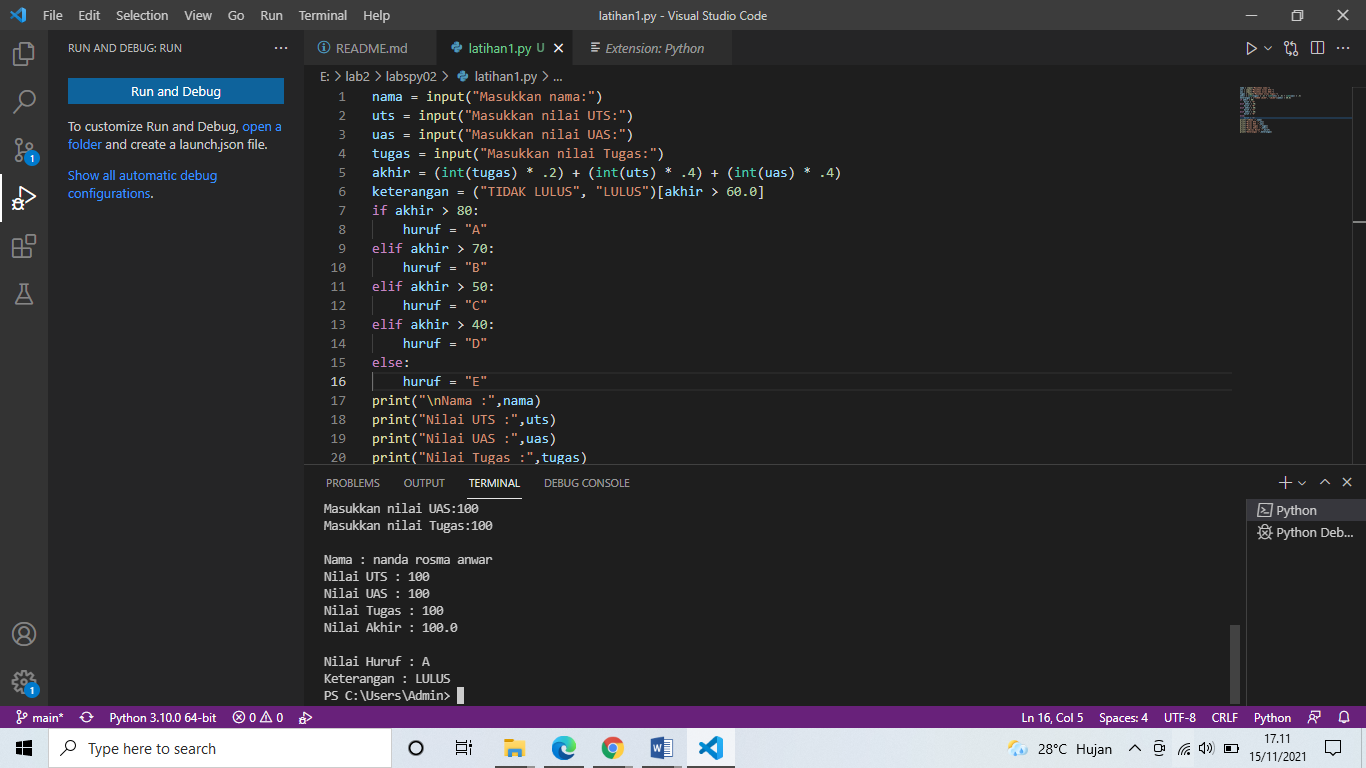 File Edit Selection View Go Run Terminal Help latihan1.py - Visual Studio Code
RUN AND DEBUG: RUN ...
README.md latihan1.py U Extension: Python
Run and Debug
To customize Run and Debug, open a
folder and create a launch.json file.
Show all automatic debug
configurations.
E: > lab2 > labspy02 > latihan1.py > ...
1 nama = input("Masukkan nama:")
2 uts = input("Masukkan nilai UTS:")
3 uas = input("Masukkan nilai UAS:")
4 tugas = input("Masukkan nilai Tugas:")
5 akhir = (int(tugas) * .2) + (int(uts) * .4) + (int(uas) * .4)
6 keterangan = ("TIDAK LULUS", "LULUS")[akhir > 60.0]
7 if akhir > 80:
8 huruf = "A"
9 elif akhir > 70:
10 huruf = "B"
11 elif akhir > 50:
12 huruf = "C"
13 elif akhir > 40:
14 huruf = "D"
15 else:
16 huruf = "E"
17 print("\nNama :",nama)
18 print("Nilai UTS :",uts)
19 print("Nilai UAS :",uas)
20 print("Nilai Tugas :",tugas)
PROBLEMS OUTPUT TERMINAL DEBUG CONSOLE
Masukkan nilai UAS:100
Masukkan nilai Tugas:100
Nama : nanda rosma anwar
Nilai UTS : 100
Nilai UAS : 100
Nilai Tugas : 100
Nilai Akhir : 100.0
Nilai Huruf : A
Keterangan : LULUS
PS C:\Users\Admin>
Python
Python Deb...
1
1
main* Python 3.10.0 64-bit 0 0 Ln 16, Col 5 Spaces: 4 UTF-8 CRLF Python
Type here to search 28°C Hujan 17.11
15/11/2021